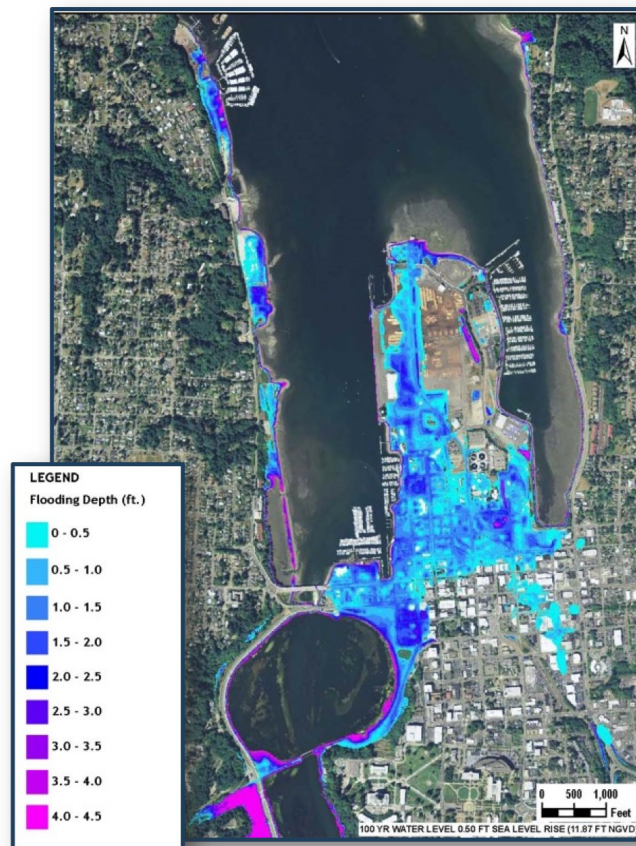 N
LEGEND
Flooding Depth (ft.)
0 - 0.5
0.5 - 1.0
1.0 - 1.5
1.5 - 2.0
2.0 - 2.5
2.5 - 3.0
3.0 - 3.5
3.5 - 4.0
4.0 - 4.5
0 500 1,000
Feet
100 YR WATER LEVEL 0.50 FT SEA LEVEL RISE (11.87 FT NGVD)